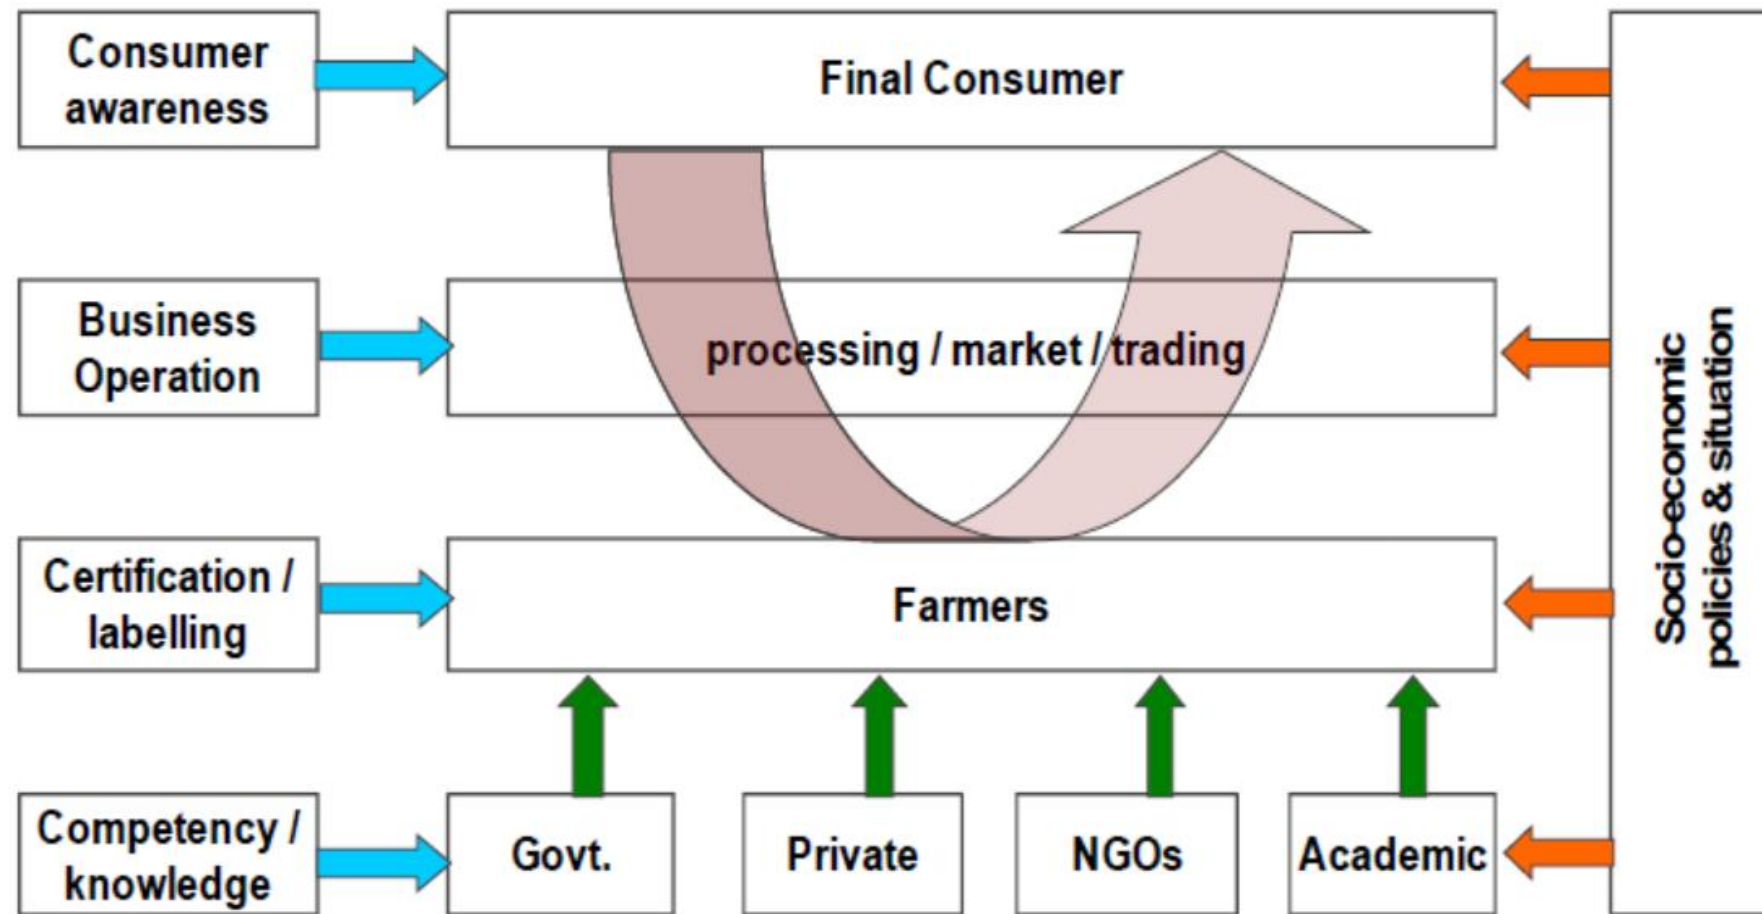 Consumer
awareness
Final Consumer
Business
Operation
processing / market / trading
Certification /
labelling
Farmers
Competency /
knowledge
Govt.
Private
NGOs
Academic
Socio-economic
policies & situation